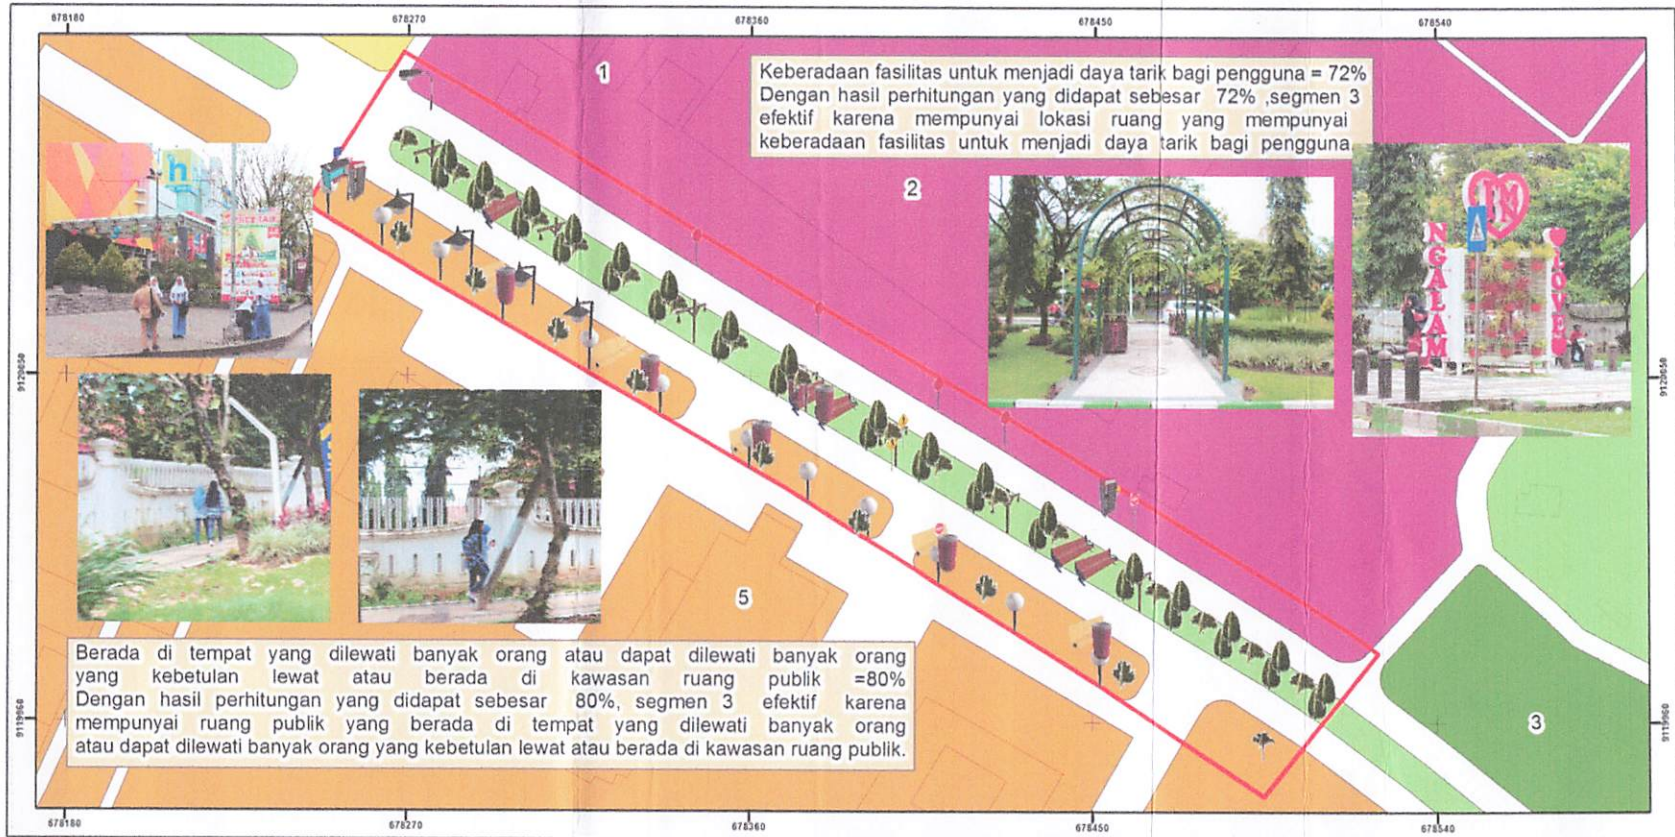 678180
678270
678360
678450
678540
1
Keberadaan fasilitas untuk menjadi daya tarik bagi pengguna = 72%
Dengan hasil perhitungan yang didapat sebesar 72% ,segmen 3
efektif karena mempunyai lokasi ruang yang mempunyai
keberadaan fasilitas untuk menjadi daya tarik bagi pengguna.
2
h
NGALAM
LOVE
5
3
Berada di tempat yang dilewati banyak orang atau dapat dilewati banyak orang
yang kebetulan lewat atau berada di kawasan ruang publik =80%
Dengan hasil perhitungan yang didapat sebesar 80%, segmen 3 efektif karena
mempunyai ruang publik yang berada di tempat yang dilewati banyak orang
atau dapat dilewati banyak orang yang kebetulan lewat atau berada di kawasan ruang publik.
678180
678270
678360
678450
678540